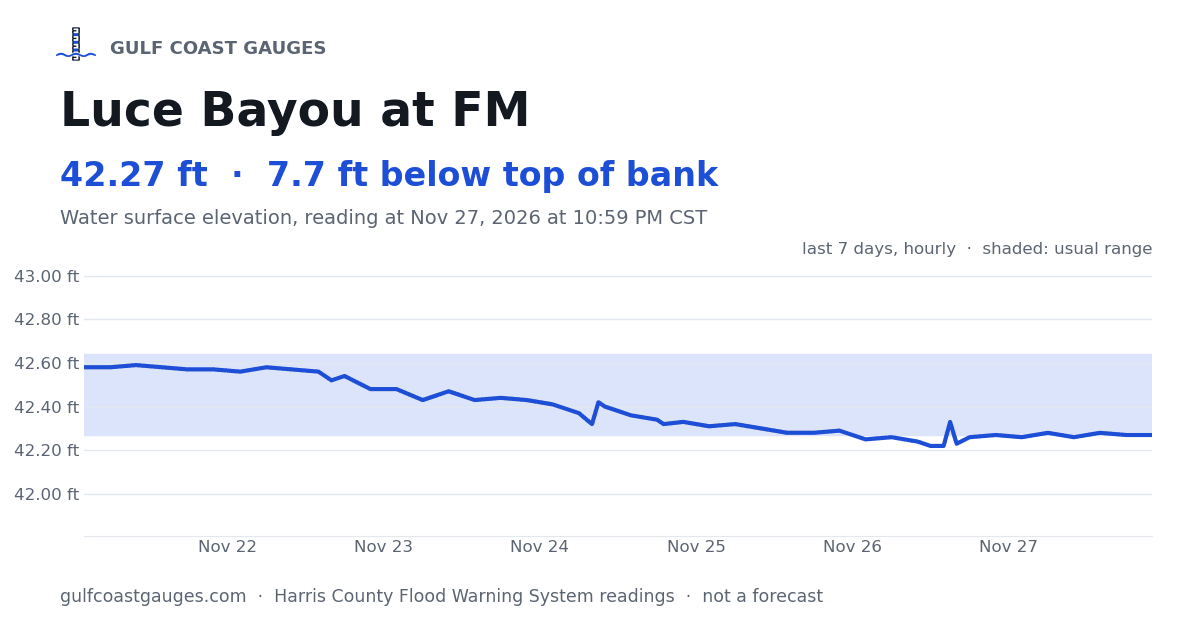 GULF COAST GAUGES
Luce Bayou at FM
42.27 ft · 7.7 ft below top of bank
Water surface elevation, reading at Nov 27, 2026 at 10:59 PM CST
last 7 days, hourly · shaded: usual range
43.00 ft
42.80 ft
42.60 ft
42.40 ft
42.20 ft
42.00 ft
Nov 22 Nov 23 Nov 24 Nov 25 Nov 26 Nov 27
gulfcoastgauges.com · Harris County Flood Warning System readings · not a forecast